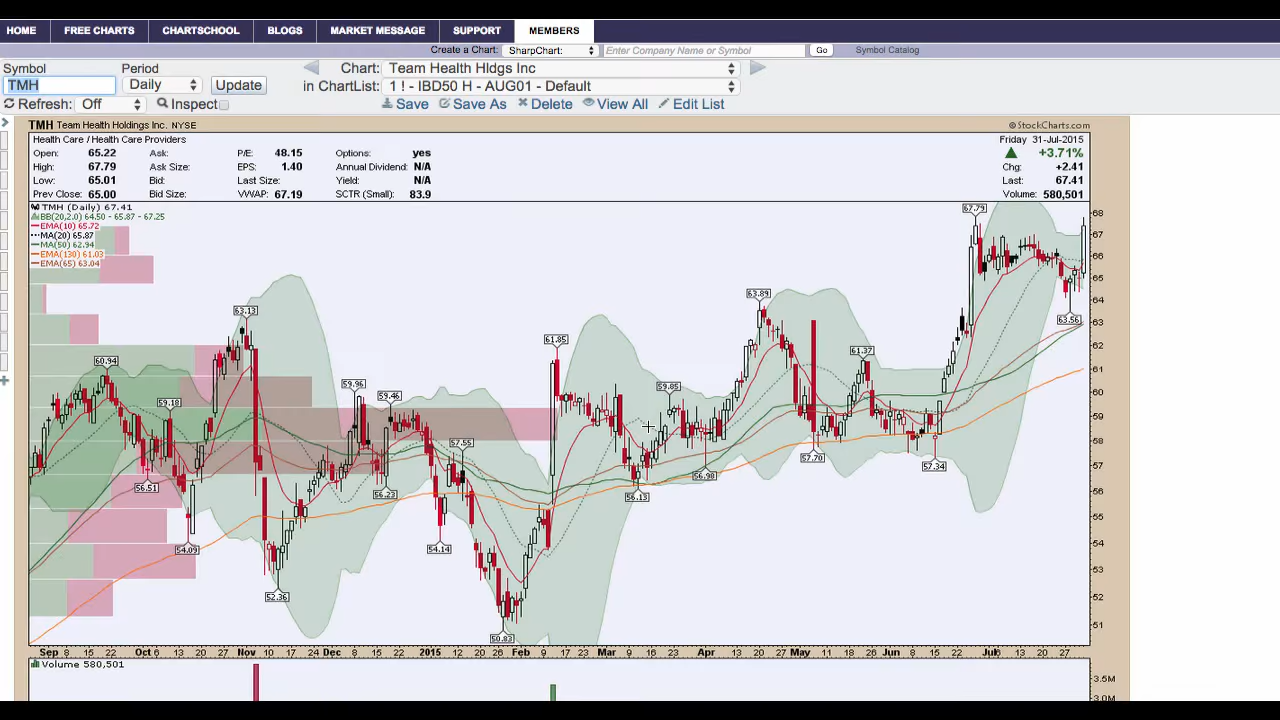 HOME FREE CHARTS CHARTSCHOOL BLOGS MARKET MESSAGE SUPPORT MEMBERS
Create a Chart: SharpChart: Enter Company Name or Symbol Go Symbol Catalog
Symbol Period Chart: Team Health Hldgs Inc
TMH Daily Update in ChartList: 1 ! - IBD50 H - AUG01 - Default
Refresh: Off Inspect Save Save As Delete View All Edit List
TMH Team Health Holdings Inc. NYSE © StockCharts.com
Health Care / Health Care Providers Friday 31-Jul-2015
Open: 65.22 Ask: P/E: 48.15 Options: yes +3.71%
High: 67.79 Ask Size: EPS: 1.40 Annual Dividend: N/A Chg: +2.41
Low: 65.01 Bid: Last Size: Yield: N/A Last: 67.41
Prev Close: 65.00 Bid Size: VWAP: 67.19 SCTR (Small): 83.9 Volume: 580,501
TMH (Daily) 67.41
BB(20,2.0) 64.50 - 65.87 - 67.25
EMA(10) 65.72
MA(20) 65.87
MA(50) 62.94
EMA(130) 61.03
EMA(65) 63.04
67.79
63.89
63.13
63.56
61.85
61.37
60.94
59.96
59.85
59.46
59.18
57.55
57.70
57.34
56.98
56.51
56.23
56.13
54.09
54.14
52.36
50.83
68
67
66
65
64
63
62
61
60
59
58
57
56
55
54
53
52
51
Sep 8 15 22 Oct 6 13 20 27 Nov 10 17 24 Dec 8 15 22 2015 12 20 Feb 9 17 23 Mar 9 16 23 Apr 13 20 27 May 11 18 26 Jun 8 15 22 Jul 6 13 20 27
Volume 580,501
3.5M
3.0M